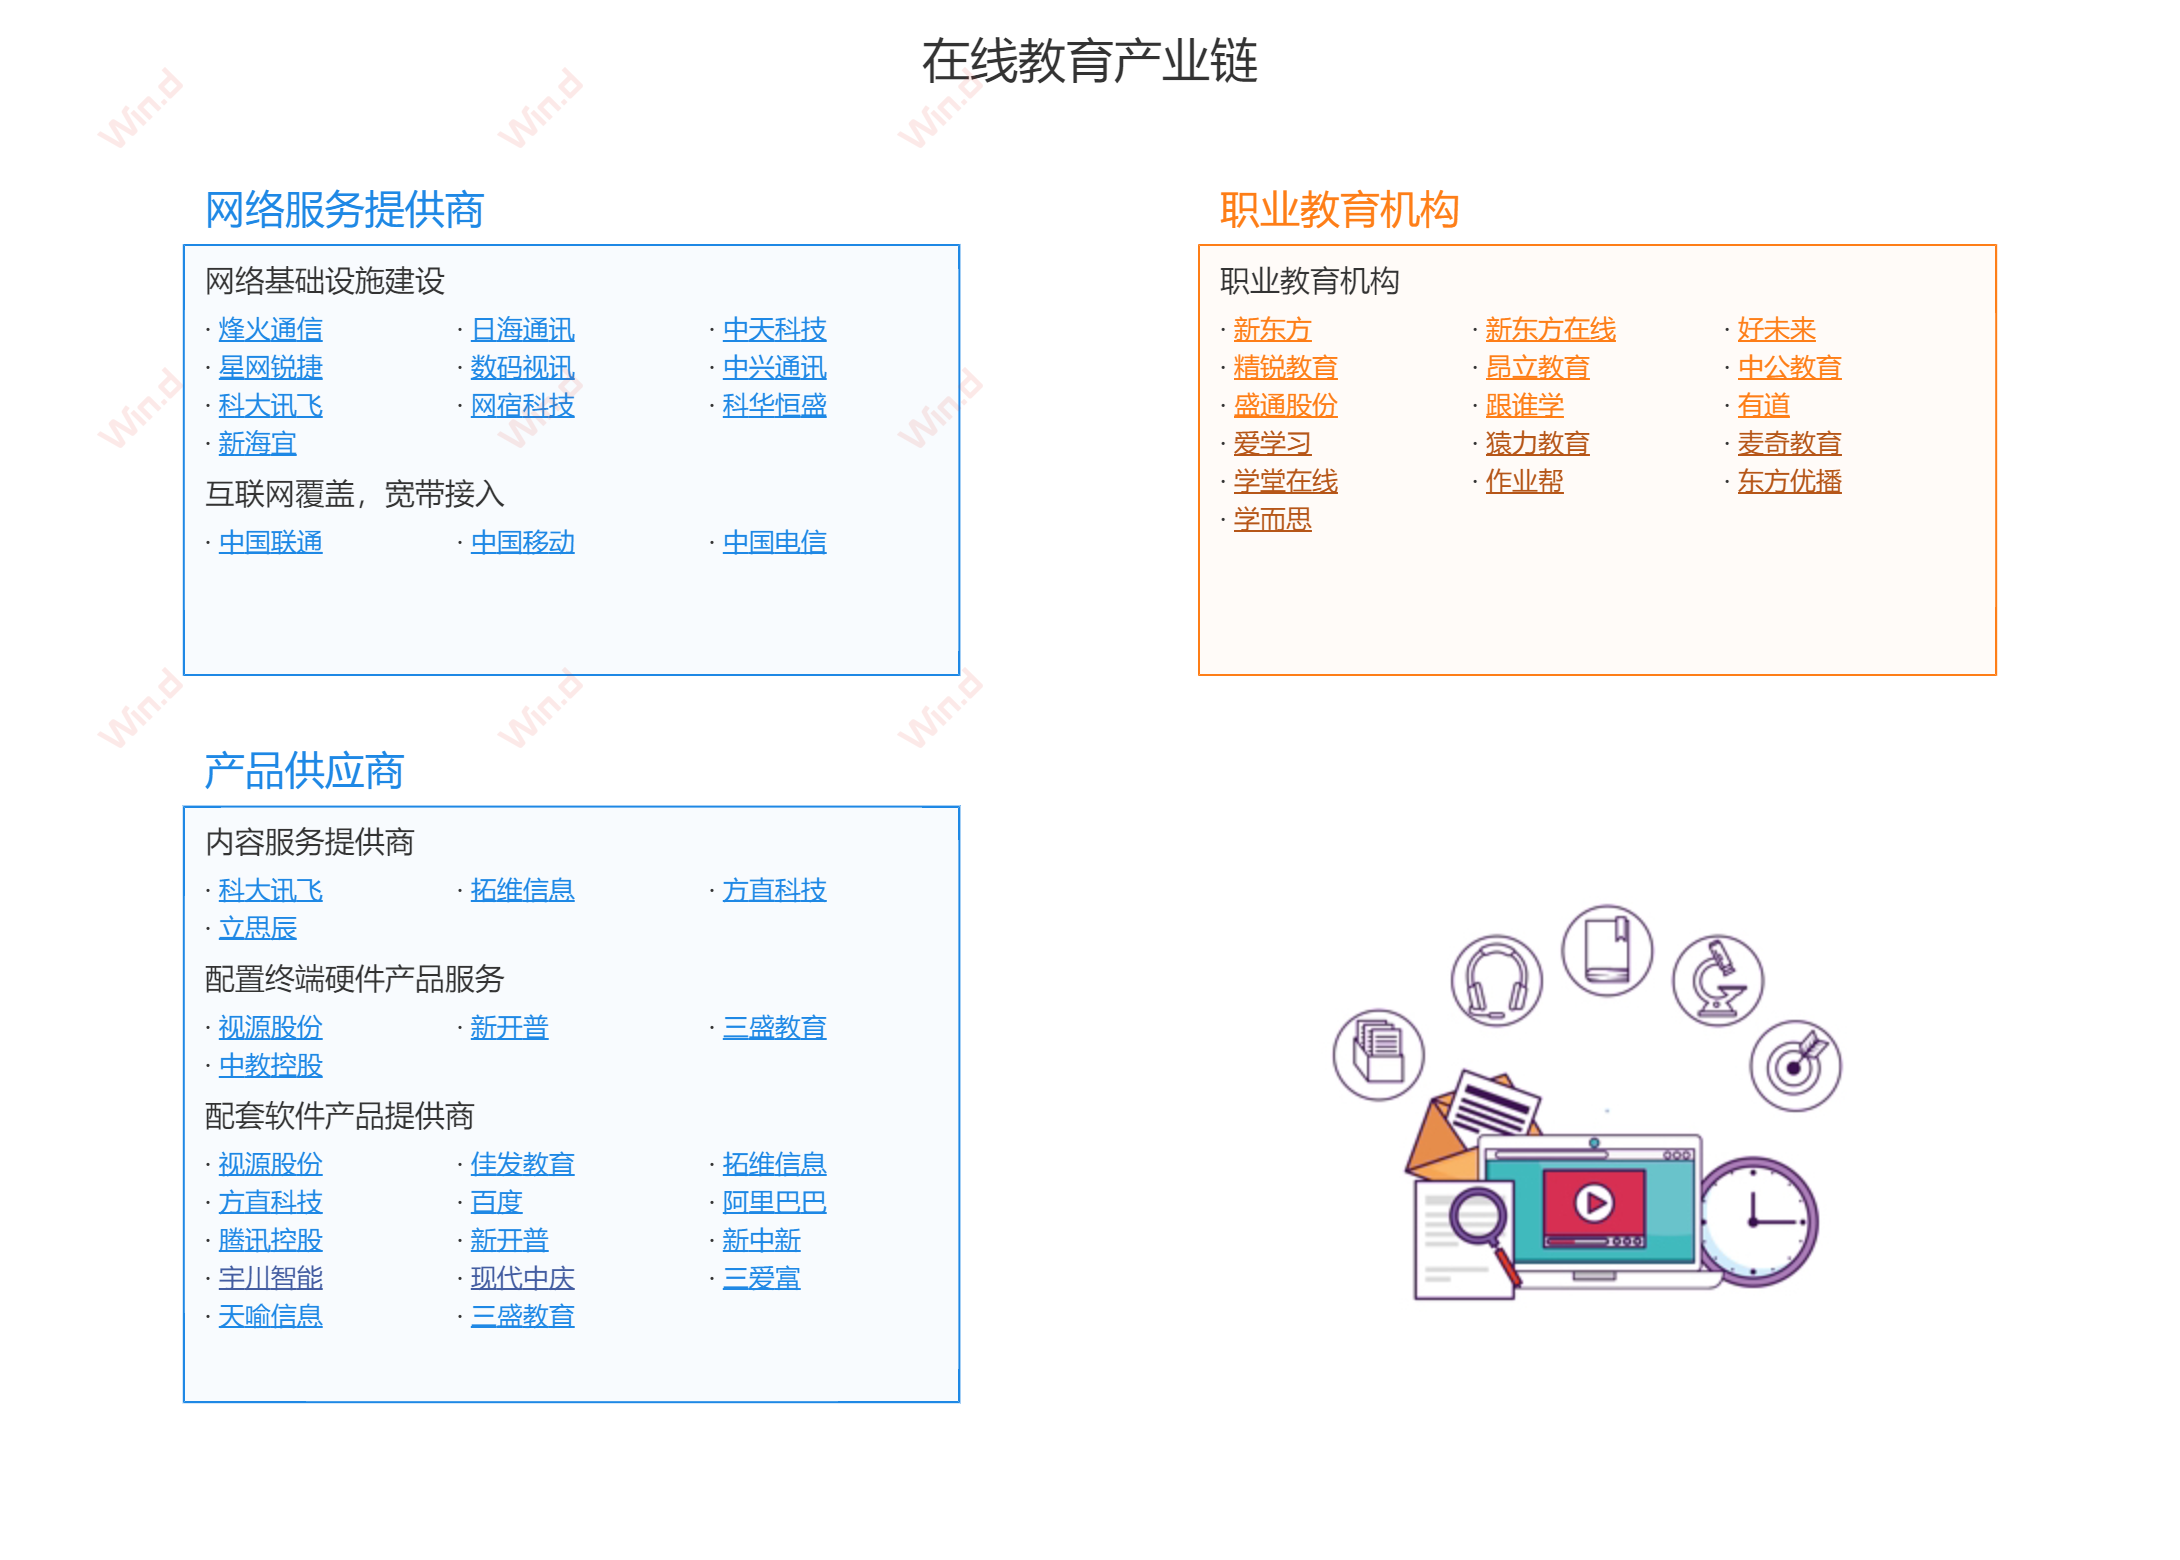 在线教育产业链
网络服务提供商
网络基础设施建设
· 烽火通信 · 日海通讯 · 中天科技
· 星网锐捷 · 数码视讯 · 中兴通讯
· 科大讯飞 · 网宿科技 · 科华恒盛
· 新海宜
互联网覆盖，宽带接入
· 中国联通 · 中国移动 · 中国电信
职业教育机构
职业教育机构
· 新东方 · 新东方在线 · 好未来
· 精锐教育 · 昂立教育 · 中公教育
· 盛通股份 · 跟谁学 · 有道
· 爱学习 · 猿力教育 · 麦奇教育
· 学堂在线 · 作业帮 · 东方优播
· 学而思
产品供应商
内容服务提供商
· 科大讯飞 · 拓维信息 · 方直科技
· 立思辰
配置终端硬件产品服务
· 视源股份 · 新开普 · 三盛教育
· 中教控股
配套软件产品提供商
· 视源股份 · 佳发教育 · 拓维信息
· 方直科技 · 百度 · 阿里巴巴
· 腾讯控股 · 新开普 · 新中新
· 宇川智能 · 现代中庆 · 三爱富
· 天喻信息 · 三盛教育
Win.d
Win.d
Win.d
Win.d
Win.d
Win.d
Win.d
Win.d
Win.d